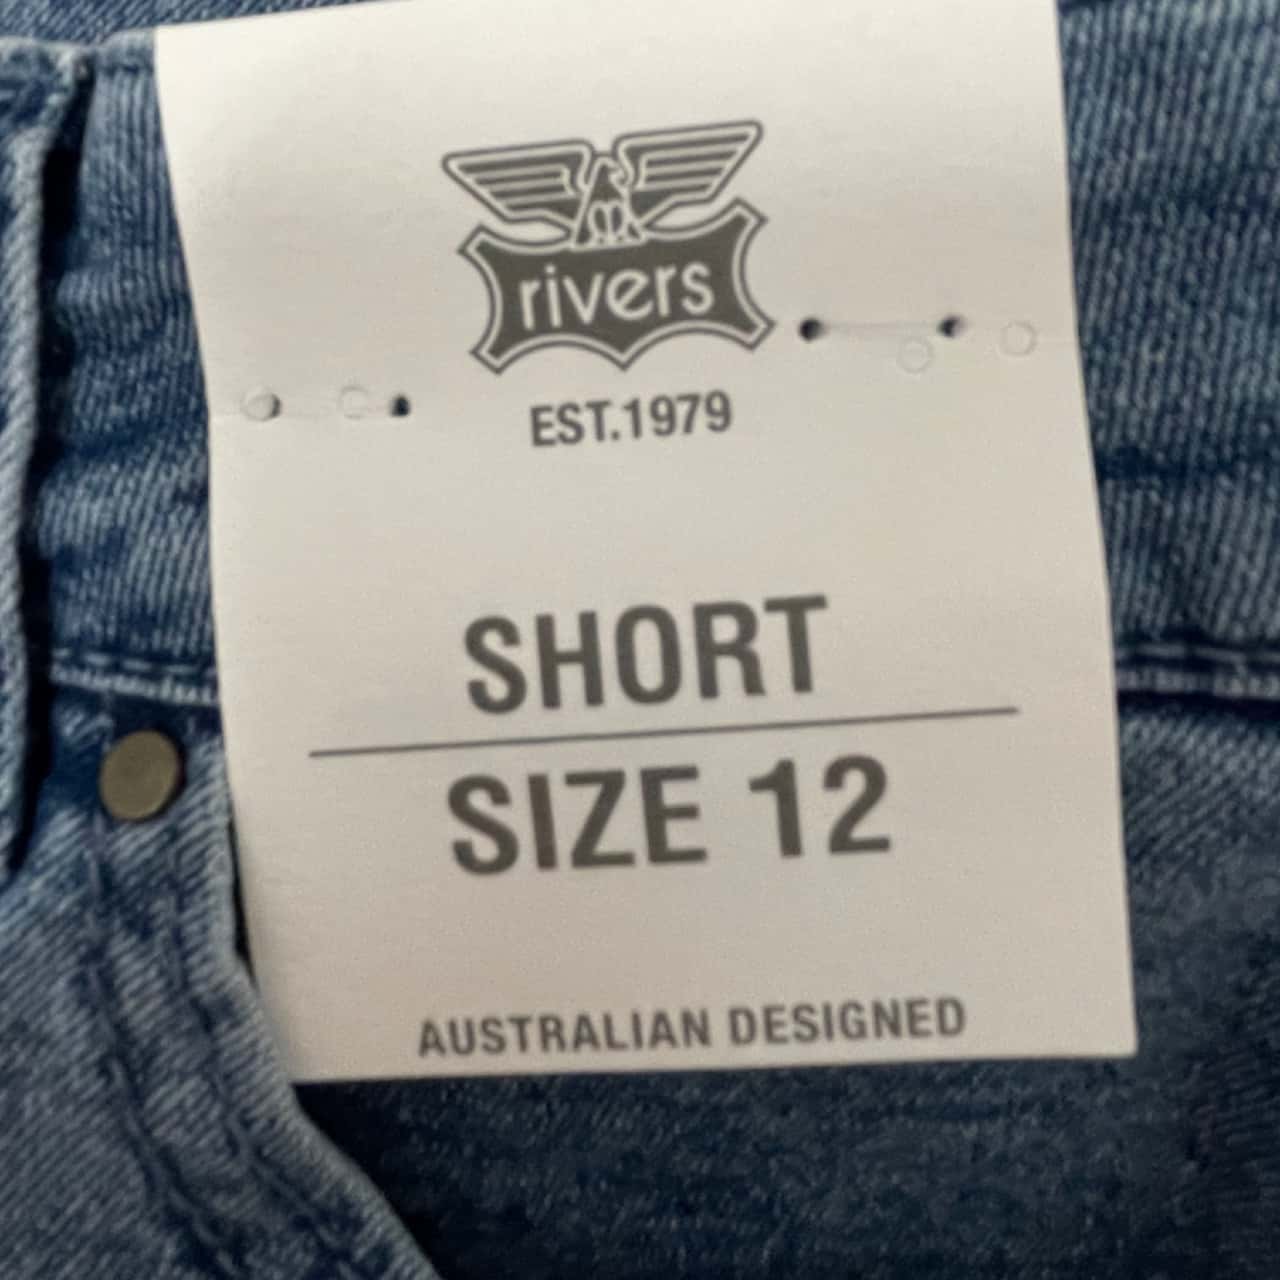 rivers
EST.1979
SHORT
SIZE 12
AUSTRALIAN DESIGNED